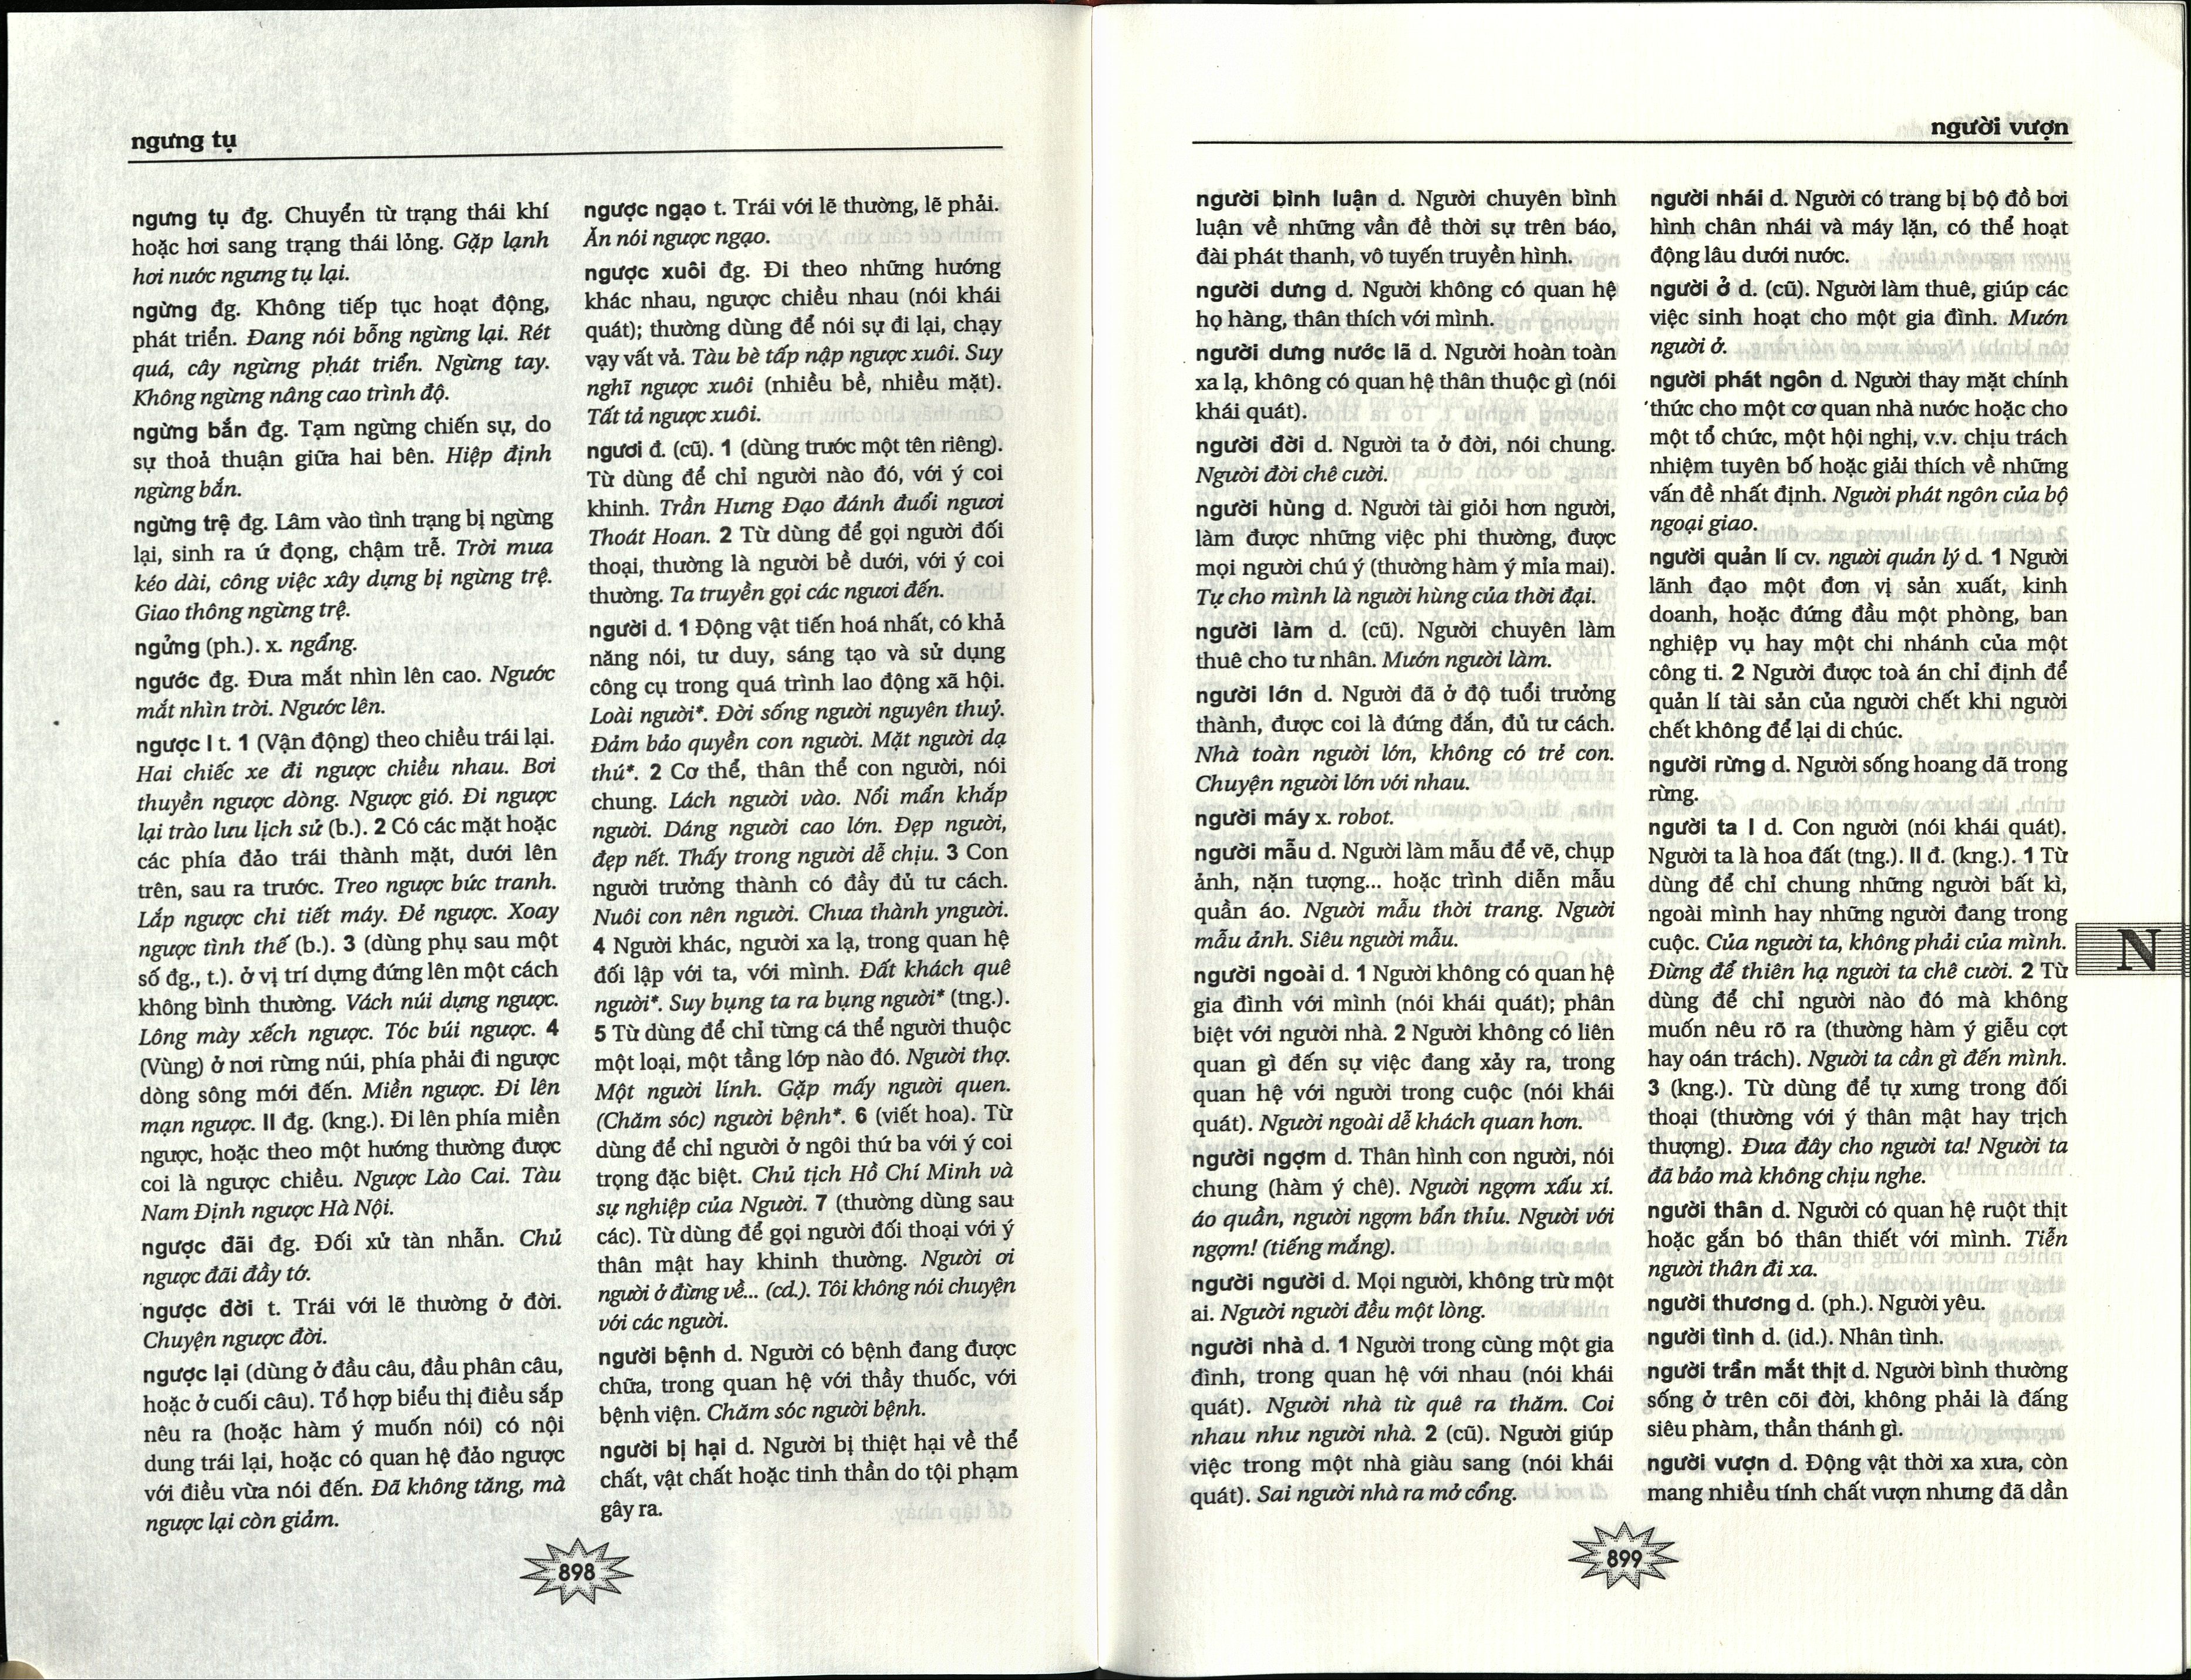 ngưng tụ
ngưng tụ đg. Chuyển từ trạng thái khí
hoặc hơi sang trạng thái lỏng. Gặp lạnh
hơi nước ngưng tụ lại.
ngừng đg. Không tiếp tục hoạt động,
phát triển. Đang nói bỗng ngừng lại. Rét
quá, cây ngừng phát triển. Ngừng tay.
Không ngừng nâng cao trình độ.
ngừng bắn đg. Tạm ngừng chiến sự, do
sự thoả thuận giữa hai bên. Hiệp định
ngừng bắn.
ngừng trệ đg. Lâm vào tình trạng bị ngừng
lại, sinh ra ứ đọng, chậm trễ. Trời mưa
kéo dài, công việc xây dựng bị ngừng trệ.
Giao thông ngừng trệ.
ngửng (ph.). x. ngẩng.
ngước đg. Đưa mắt nhìn lên cao. Ngước
mắt nhìn trời. Ngước lên.
ngược I t. 1 (Vận động) theo chiều trái lại.
Hai chiếc xe đi ngược chiều nhau. Bơi
thuyền ngược dòng. Ngược gió. Đi ngược
lại trào lưu lịch sử (b.). 2 Có các mặt hoặc
các phía đảo trái thành mặt, dưới lên
trên, sau ra trước. Treo ngược bức tranh.
Lắp ngược chi tiết máy. Đẻ ngược. Xoay
ngược tình thế (b.). 3 (dùng phụ sau một
số đg., t.). ở vị trí dựng đứng lên một cách
không bình thường. Vách núi dựng ngược.
Lông mày xếch ngược. Tóc búi ngược. 4
(Vùng) ở nơi rừng núi, phía phải đi ngược
dòng sông mới đến. Miền ngược. Đi lên
mạn ngược. II đg. (kng.). Đi lên phía miền
ngược, hoặc theo một hướng thường được
coi là ngược chiều. Ngược Lào Cai. Tàu
Nam Định ngược Hà Nội.
ngược đãi đg. Đối xử tàn nhẫn. Chủ
ngược đãi đầy tớ.
ngược đời t. Trái với lẽ thường ở đời.
Chuyện ngược đời.
ngược lại (dùng ở đầu câu, đầu phân câu,
hoặc ở cuối câu). Tổ hợp biểu thị điều sắp
nêu ra (hoặc hàm ý muốn nói) có nội
dung trái lại, hoặc có quan hệ đảo ngược
với điều vừa nói đến. Đã không tăng, mà
ngược lại còn giảm.
ngược ngạo t. Trái với lẽ thường, lẽ phải.
Ăn nói ngược ngạo.
ngược xuôi đg. Đi theo những hướng
khác nhau, ngược chiều nhau (nói khái
quát); thường dùng để nói sự đi lại, chạy
vạy vất vả. Tàu bè tấp nập ngược xuôi. Suy
nghĩ ngược xuôi (nhiều bề, nhiều mặt).
Tất tả ngược xuôi.
ngươi đ. (cũ). 1 (dùng trước một tên riêng).
Từ dùng để chỉ người nào đó, với ý coi
khinh. Trần Hưng Đạo đánh đuổi ngươi
Thoát Hoan. 2 Từ dùng để gọi người đối
thoại, thường là người bề dưới, với ý coi
thường. Ta truyền gọi các ngươi đến.
người d. 1 Động vật tiến hoá nhất, có khả
năng nói, tư duy, sáng tạo và sử dụng
công cụ trong quá trình lao động xã hội.
Loài người*. Đời sống người nguyên thuỷ.
Đảm bảo quyền con người. Mặt người dạ
thú*. 2 Cơ thể, thân thể con người, nói
chung. Lách người vào. Nổi mẩn khắp
người. Dáng người cao lớn. Đẹp người,
đẹp nết. Thấy trong người dễ chịu. 3 Con
người trưởng thành có đầy đủ tư cách.
Nuôi con nên người. Chưa thành yngười.
4 Người khác, người xa lạ, trong quan hệ
đối lập với ta, với mình. Đất khách quê
người*. Suy bụng ta ra bụng người* (tng.).
5 Từ dùng để chỉ từng cá thể người thuộc
một loại, một tầng lớp nào đó. Người thợ.
Một người lính. Gặp mấy người quen.
(Chăm sóc) người bệnh*. 6 (viết hoa). Từ
dùng để chỉ người ở ngôi thứ ba với ý coi
trọng đặc biệt. Chủ tịch Hồ Chí Minh và
sự nghiệp của Người. 7 (thường dùng sau
các). Từ dùng để gọi người đối thoại với ý
thân mật hay khinh thường. Người ơi
người ở đừng về... (cd.). Tôi không nói chuyện
với các người.
người bệnh d. Người có bệnh đang được
chữa, trong quan hệ với thầy thuốc, với
bệnh viện. Chăm sóc người bệnh.
người bị hại d. Người bị thiệt hại về thể
chất, vật chất hoặc tinh thần do tội phạm
gây ra.
898
người vượn
người bình luận d. Người chuyên bình
luận về những vấn đề thời sự trên báo,
đài phát thanh, vô tuyến truyền hình.
người dưng d. Người không có quan hệ
họ hàng, thân thích với mình.
người dưng nước lã d. Người hoàn toàn
xa lạ, không có quan hệ thân thuộc gì (nói
khái quát).
người đời d. Người ta ở đời, nói chung.
Người đời chê cười.
người hùng d. Người tài giỏi hơn người,
làm được những việc phi thường, được
mọi người chú ý (thường hàm ý mỉa mai).
Tự cho mình là người hùng của thời đại.
người làm d. (cũ). Người chuyên làm
thuê cho tư nhân. Mướn người làm.
người lớn d. Người đã ở độ tuổi trưởng
thành, được coi là đứng đắn, đủ tư cách.
Nhà toàn người lớn, không có trẻ con.
Chuyện người lớn với nhau.
người máy x. robot.
người mẫu d. Người làm mẫu để vẽ, chụp
ảnh, nặn tượng... hoặc trình diễn mẫu
quần áo. Người mẫu thời trang. Người
mẫu ảnh. Siêu người mẫu.
người ngoài d. 1 Người không có quan hệ
gia đình với mình (nói khái quát); phân
biệt với người nhà. 2 Người không có liên
quan gì đến sự việc đang xảy ra, trong
quan hệ với người trong cuộc (nói khái
quát). Người ngoài dễ khách quan hơn.
người ngợm d. Thân hình con người, nói
chung (hàm ý chê). Người ngợm xấu xí.
áo quần, người ngợm bẩn thỉu. Người với
ngợm! (tiếng mắng).
người người d. Mọi người, không trừ một
ai. Người người đều một lòng.
người nhà d. 1 Người trong cùng một gia
đình, trong quan hệ với nhau (nói khái
quát). Người nhà từ quê ra thăm. Coi
nhau như người nhà. 2 (cũ). Người giúp
việc trong một nhà giàu sang (nói khái
quát). Sai người nhà ra mở cổng.
người nhái d. Người có trang bị bộ đồ bơi
hình chân nhái và máy lặn, có thể hoạt
động lâu dưới nước.
người ở d. (cũ). Người làm thuê, giúp các
việc sinh hoạt cho một gia đình. Mướn
người ở.
người phát ngôn d. Người thay mặt chính
thức cho một cơ quan nhà nước hoặc cho
một tổ chức, một hội nghị, v.v. chịu trách
nhiệm tuyên bố hoặc giải thích về những
vấn đề nhất định. Người phát ngôn của bộ
ngoại giao.
người quản lí cv. người quản lý d. 1 Người
lãnh đạo một đơn vị sản xuất, kinh
doanh, hoặc đứng đầu một phòng, ban
nghiệp vụ hay một chi nhánh của một
công ti. 2 Người được toà án chỉ định để
quản lí tài sản của người chết khi người
chết không để lại di chúc.
người rừng d. Người sống hoang dã trong
rừng.
người ta I d. Con người (nói khái quát).
Người ta là hoa đất (tng.). II đ. (kng.). 1 Từ
dùng để chỉ chung những người bất kì,
ngoài mình hay những người đang trong
cuộc. Của người ta, không phải của mình.
Đừng để thiên hạ người ta chê cười. 2 Từ
dùng để chỉ người nào đó mà không
muốn nêu rõ ra (thường hàm ý giễu cợt
hay oán trách). Người ta cần gì đến mình.
3 (kng.). Từ dùng để tự xưng trong đối
thoại (thường với ý thân mật hay trịch
thượng). Đưa đây cho người ta! Người ta
đã bảo mà không chịu nghe.
người thân d. Người có quan hệ ruột thịt
hoặc gắn bó thân thiết với mình. Tiễn
người thân đi xa.
người thương d. (ph.). Người yêu.
người tình d. (id.). Nhân tình.
người trần mắt thịt d. Người bình thường
sống ở trên cõi đời, không phải là đấng
siêu phàm, thần thánh gì.
người vượn d. Động vật thời xa xưa, còn
mang nhiều tính chất vượn nhưng đã dần
N
899